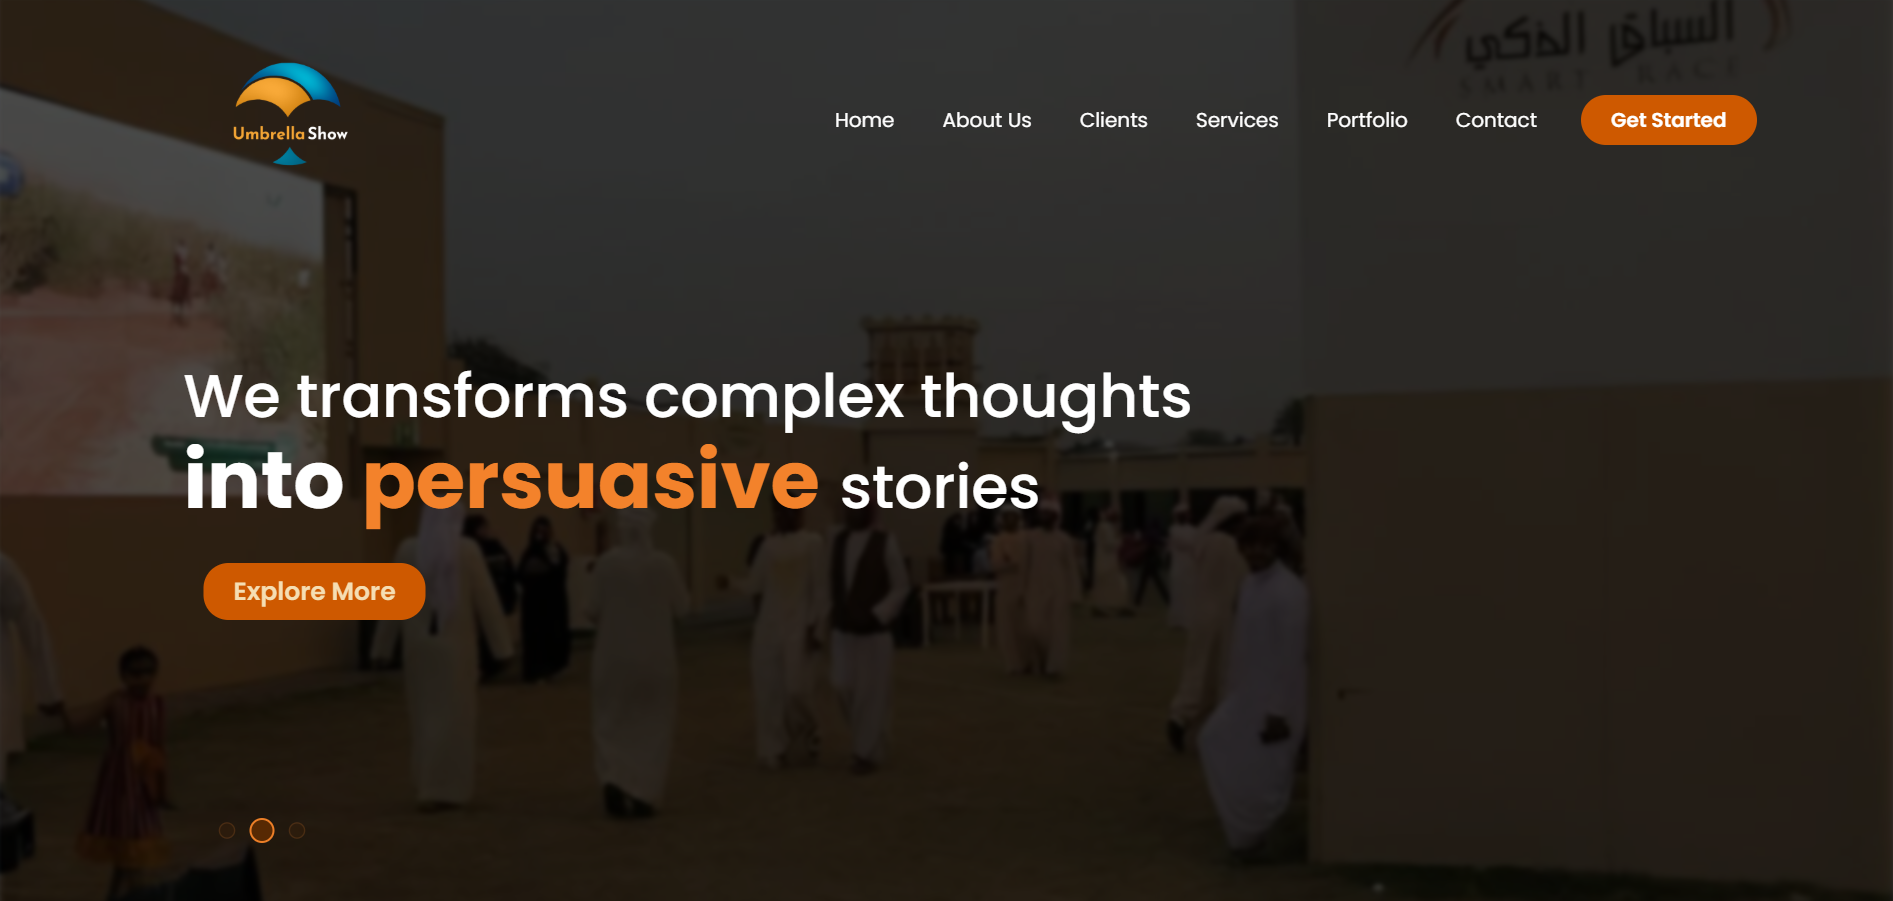 السباق الذكي
SMART RACE
Umbrella Show
Home
About Us
Clients
Services
Portfolio
Contact
Get Started
We transforms complex thoughts
into persuasive stories
Explore More